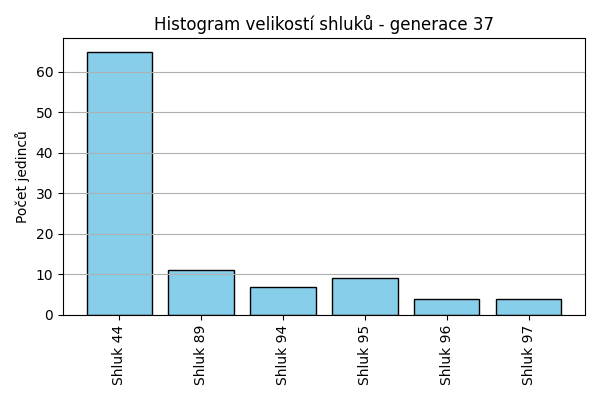 Histogram velikostí shluků - generace 37
Počet jedinců
60
50
40
30
20
10
0
Shluk 44
Shluk 89
Shluk 94
Shluk 95
Shluk 96
Shluk 97